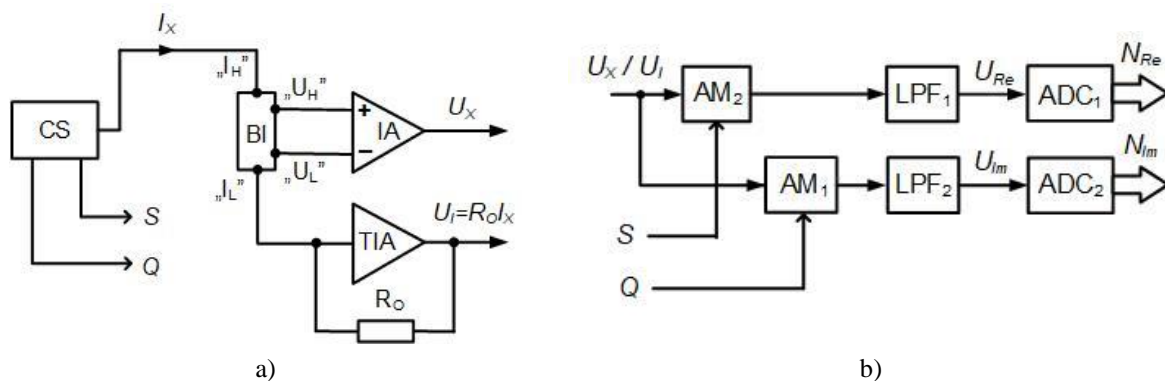 a)
I_X
„I_H”
„U_H”
CS
BI
+
IA
−
U_X
„U_L”
„I_L”
S
Q
U_I=R_OI_X
TIA
R_O
b)
U_X / U_I
AM_2
LPF_1
U_Re
ADC_1
N_Re
AM_1
LPF_2
U_Im
ADC_2
N_Im
S
Q
a)
b)